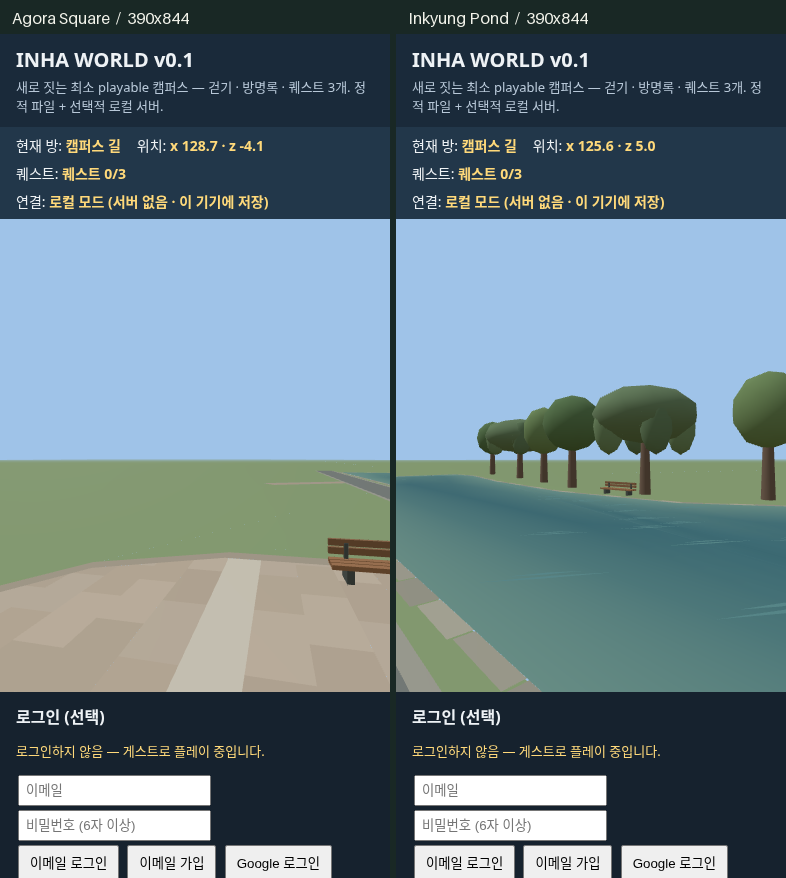 Agora Square / 390x844
INHA WORLD v0.1
새로 짓는 최소 playable 캠퍼스 — 걷기 · 방명록 · 퀘스트 3개. 정
적 파일 + 선택적 로컬 서버.
현재 방: 캠퍼스 길 위치: x 128.7 · z -4.1
퀘스트: 퀘스트 0/3
연결: 로컬 모드 (서버 없음 · 이 기기에 저장)
로그인 (선택)
로그인하지 않음 — 게스트로 플레이 중입니다.
이메일
비밀번호 (6자 이상)
이메일 로그인 이메일 가입 Google 로그인
Inkyung Pond / 390x844
INHA WORLD v0.1
새로 짓는 최소 playable 캠퍼스 — 걷기 · 방명록 · 퀘스트 3개. 정
적 파일 + 선택적 로컬 서버.
현재 방: 캠퍼스 길 위치: x 125.6 · z 5.0
퀘스트: 퀘스트 0/3
연결: 로컬 모드 (서버 없음 · 이 기기에 저장)
로그인 (선택)
로그인하지 않음 — 게스트로 플레이 중입니다.
이메일
비밀번호 (6자 이상)
이메일 로그인 이메일 가입 Google 로그인